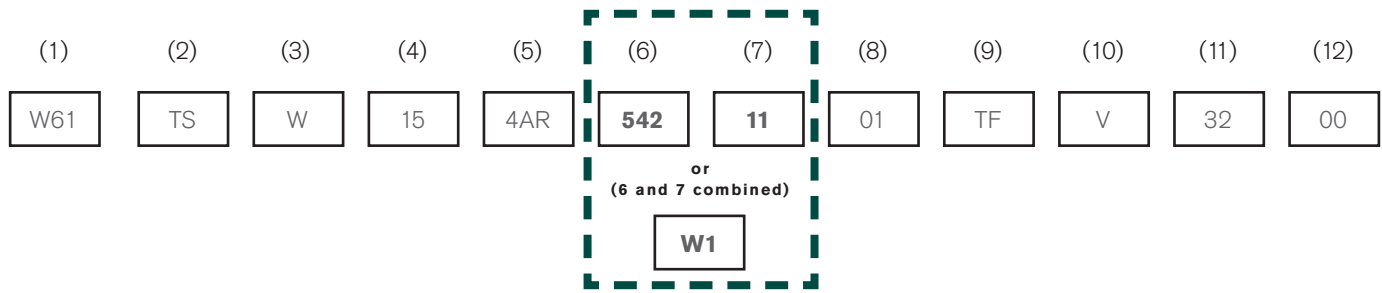 (1) (2) (3) (4) (5) (6) (7) (8) (9) (10) (11) (12)
W61 TS W 15 4AR 542 11 01 TF V 32 00
or
(6 and 7 combined)
W1